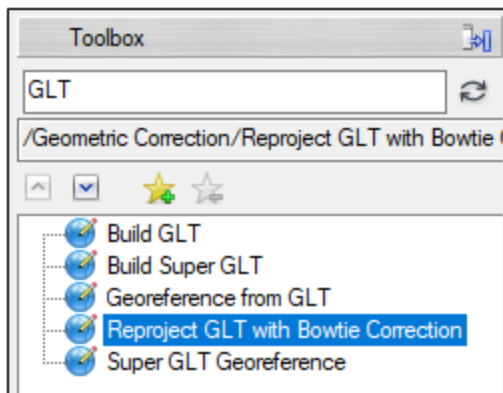 Toolbox
GLT
/Geometric Correction/Reproject GLT with Bowtie
Build GLT
Build Super GLT
Georeference from GLT
Reproject GLT with Bowtie Correction
Super GLT Georeference